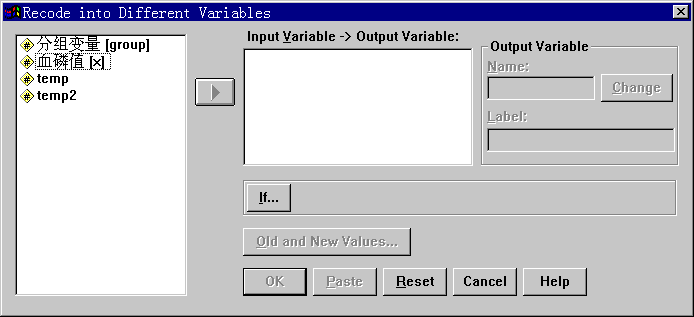 Recode into Different Variables
分组变量 [group]
血磷值 [x]
temp
temp2
Input Variable -> Output Variable:
Output Variable
Name:
Change
Label:
If...
Old and New Values...
OK
Paste
Reset
Cancel
Help